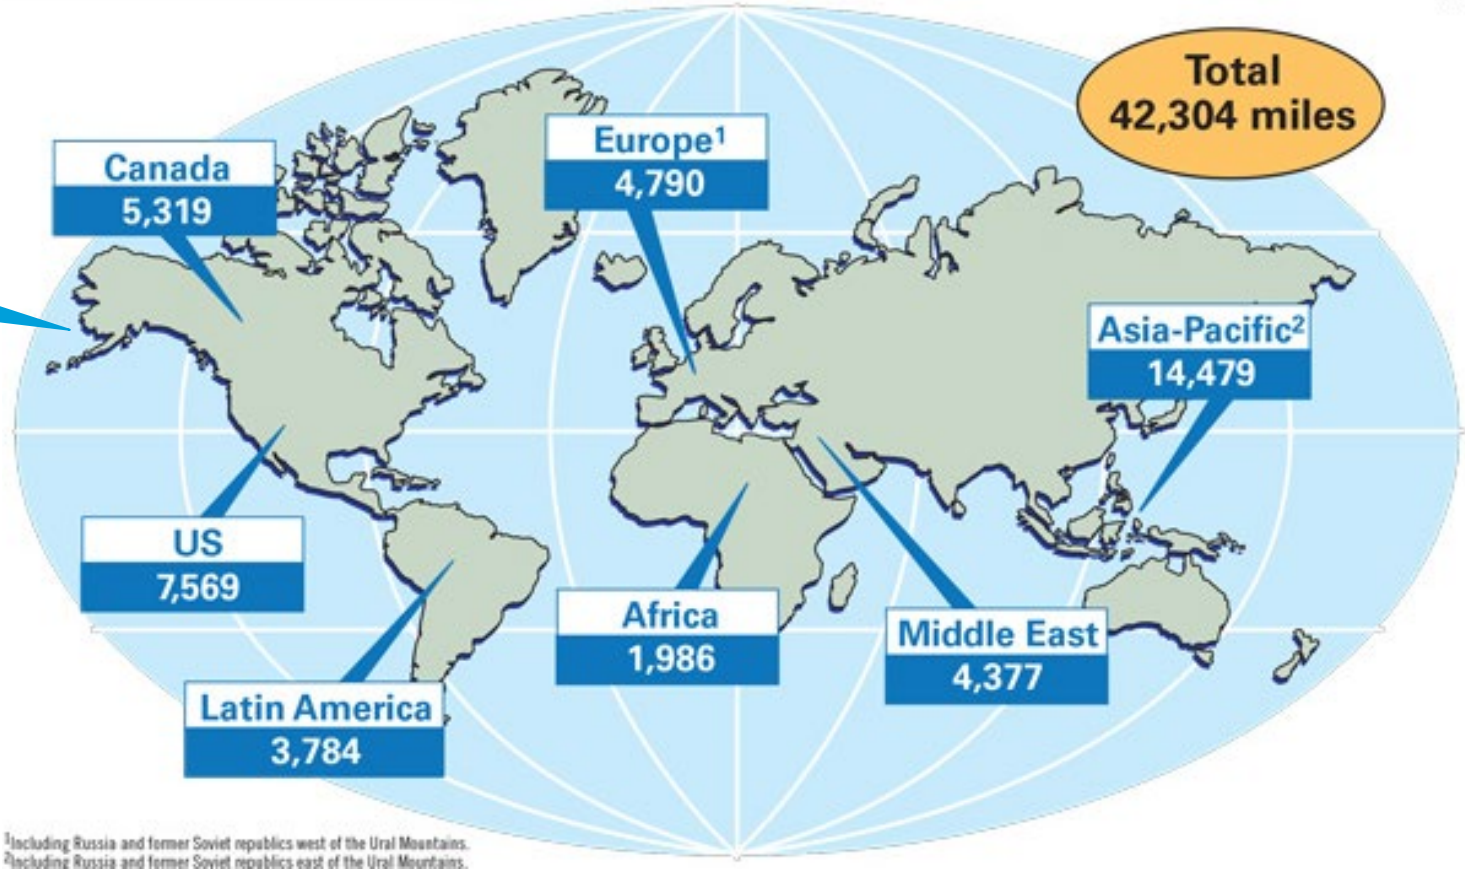 Total
42,304 miles
Europe¹
4,790
Canada
5,319
Asia-Pacific²
14,479
US
7,569
Africa
1,986
Middle East
4,377
Latin America
3,784
¹Including Russia and former Soviet republics west of the Ural Mountains.
²Including Russia and former Soviet republics east of the Ural Mountains.